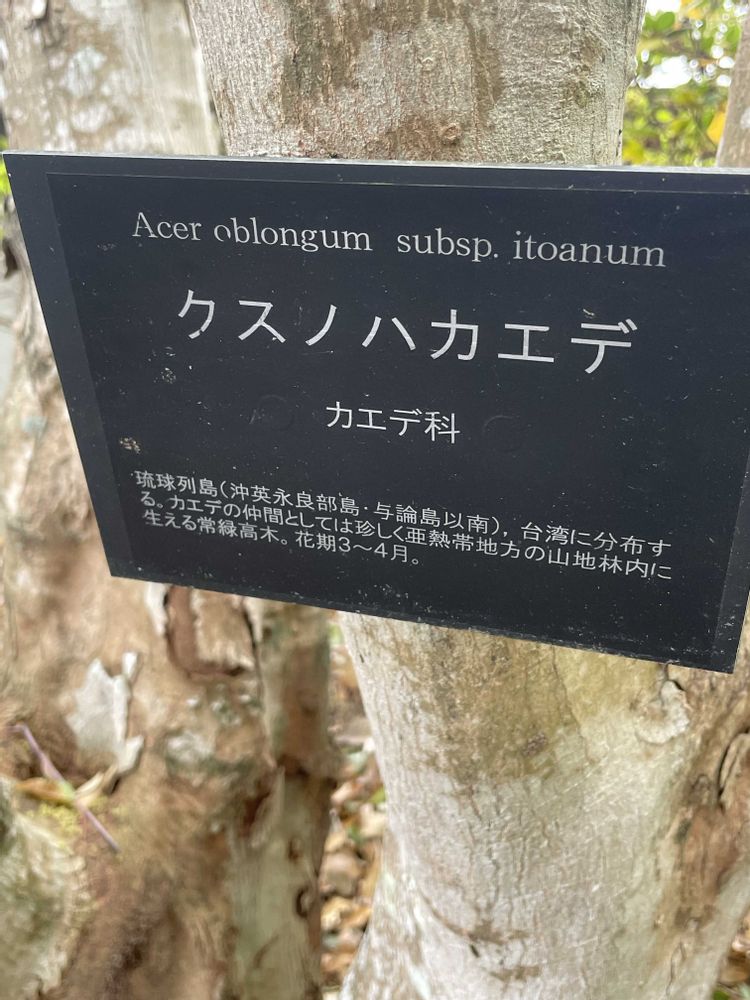 Acer oblongum subsp. itoanum
クスノハカエデ
カエデ科
琉球列島(沖英永良部島・与論島以南),台湾に分布す
る。カエデの仲間としては珍しく亜熱帯地方の山地林内に
生える常緑高木。花期3〜4月。